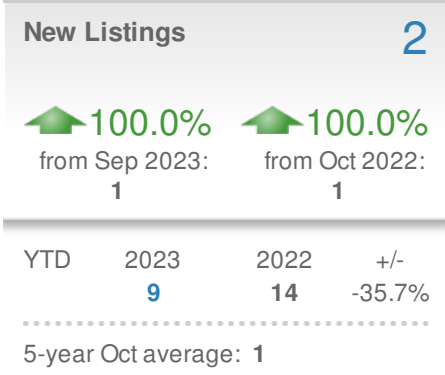 New Listings 2
100.0% 100.0%
from Sep 2023: from Oct 2022:
1 1
YTD 2023 2022 +/-
9 14 -35.7%
5-year Oct average: 1